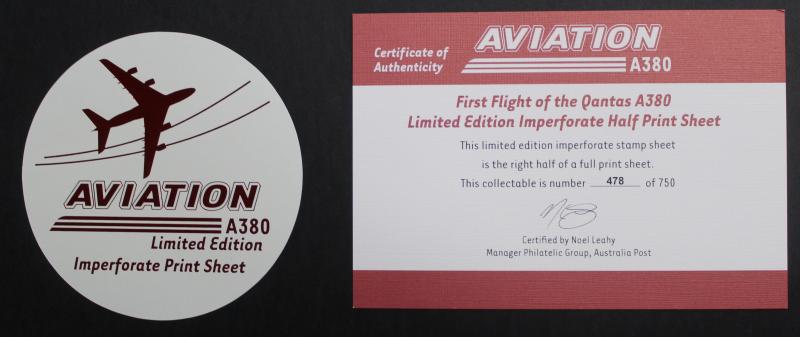 AVIATION
A380
Limited Edition
Imperforate Print Sheet
Certificate of
Authenticity
AVIATION
A380
First Flight of the Qantas A380
Limited Edition Imperforate Half Print Sheet
This limited edition imperforate stamp sheet
is the right half of a full print sheet.
This collectable is number 478 of 750
Certified by Noel Leahy
Manager Philatelic Group, Australia Post